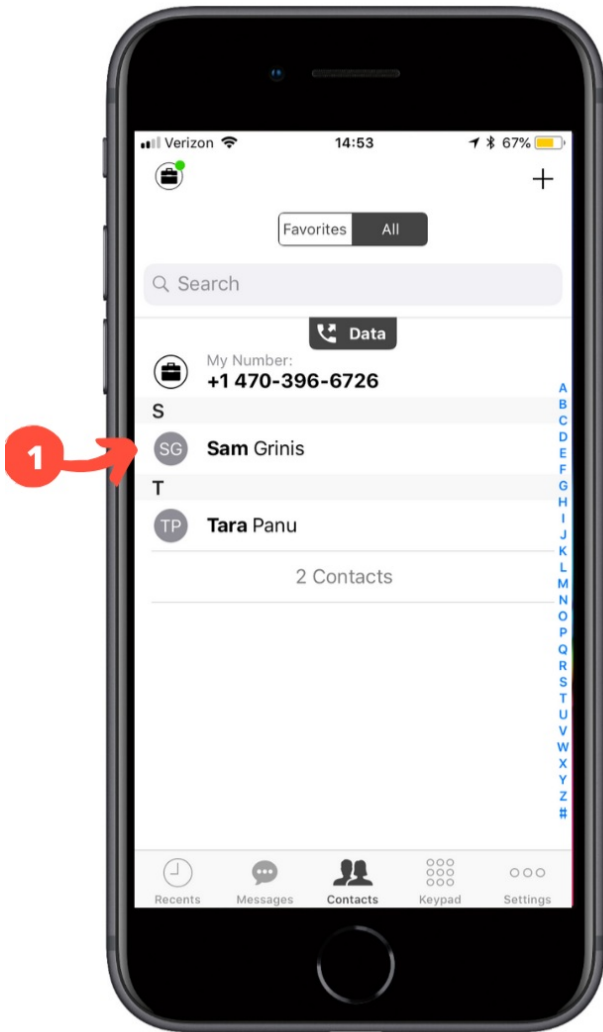 Verizon 14:53 67%
Favorites All
Search
Data
My Number:
+1 470-396-6726
S
1
SG Sam Grinis
T
TP Tara Panu
2 Contacts
A
B
C
D
E
F
G
H
I
J
K
L
M
N
O
P
Q
R
S
T
U
V
W
X
Y
Z
#
Recents Messages Contacts Keypad Settings